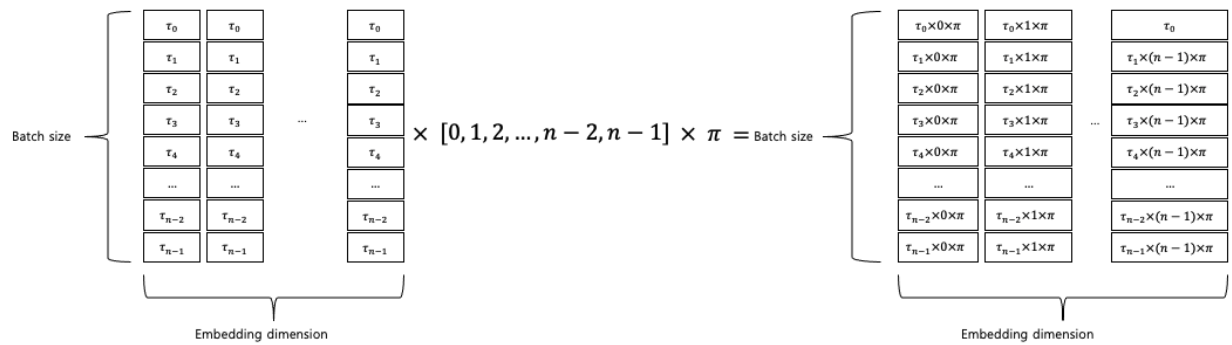 τ₀ τ₀ τ₀
τ₁ τ₁ τ₁
τ₂ τ₂ τ₂
τ₃ τ₃ ... τ₃
τ₄ τ₄ τ₄
... ... ...
τₙ₋₂ τₙ₋₂ τₙ₋₂
τₙ₋₁ τₙ₋₁ τₙ₋₁
Batch size
Embedding dimension
× [0, 1, 2, ..., n − 2, n − 1] × π =
τ₀×0×π τ₀×1×π τ₀
τ₁×0×π τ₁×1×π τ₁×(n − 1)×π
τ₂×0×π τ₂×1×π τ₂×(n − 1)×π
τ₃×0×π τ₃×1×π ... τ₃×(n − 1)×π
τ₄×0×π τ₄×1×π τ₄×(n − 1)×π
... ... ...
τₙ₋₂×0×π τₙ₋₂×1×π τₙ₋₂×(n − 1)×π
τₙ₋₁×0×π τₙ₋₁×1×π τₙ₋₁×(n − 1)×π
Batch size
Embedding dimension